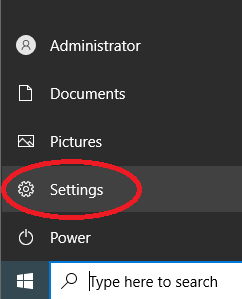 Administrator
Documents
Pictures
Settings
Power
Type here to search